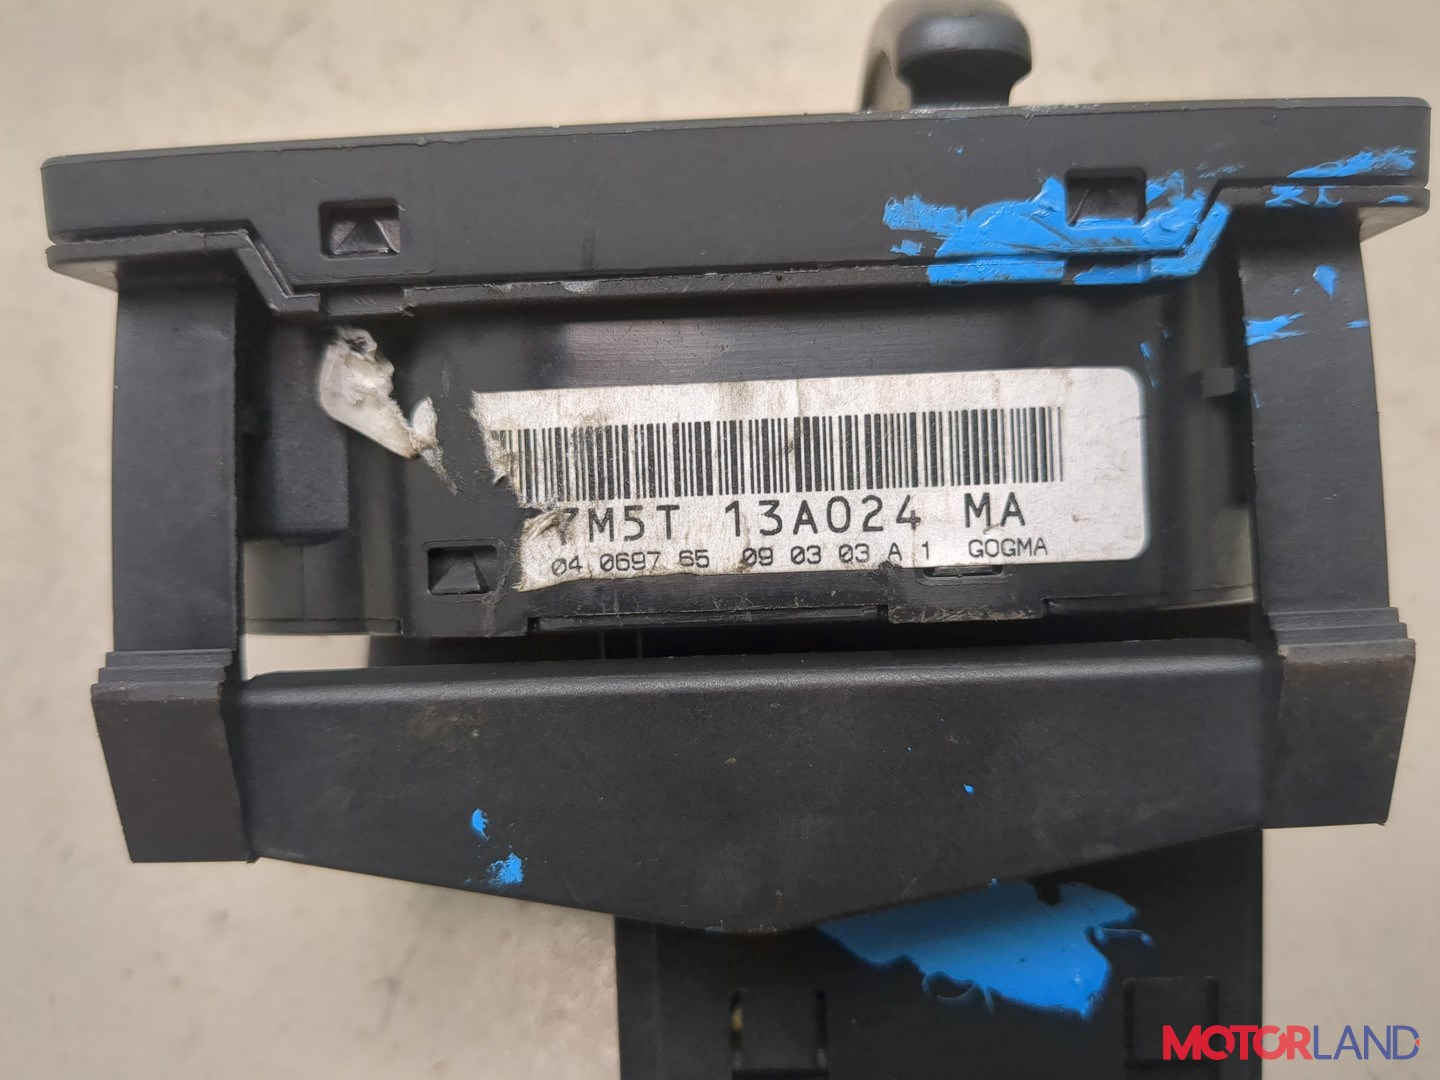 7M5T 13A024 MA
04 0697 65 09 03 03 A 1 GOGMA
MOTORLAND